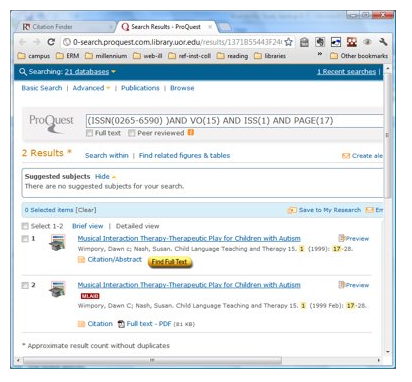 Citation Finder
Search Results - ProQuest
0-search.proquest.com.library.uor.edu/results/1371B55443F24
campus ERM millennium web-ill ref-inst-coll reading libraries » Other bookmarks
Searching: 21 databases
1 Recent searches |
Basic Search | Advanced | Publications | Browse
ProQuest
(ISSN(0265-6590) )AND VO(15) AND ISS(1) AND PAGE(17)
Full text Peer reviewed
2 Results *
Search within | Find related figures & tables
Create ale
Suggested subjects Hide
There are no suggested subjects for your search.
0 Selected items [Clear]
Save to My Research Em
Select 1-2 Brief view | Detailed view
1 Musical Interaction Therapy-Therapeutic Play for Children with Autism Preview
Wimpory, Dawn c; Nash, Susan. Child Language Teaching and Therapy 15. 1 (1999): 17-28.
Citation/Abstract Find Full Text
2 Musical Interaction Therapy-Therapeutic Play for Children with Autism Preview
MLAIB
Wimpory, Dawn C; Nash, Susan. Child Language Teaching and Therapy 15. 1 (1999 Feb): 17-28.
Citation Full text - PDF (81 KB)
* Approximate result count without duplicates